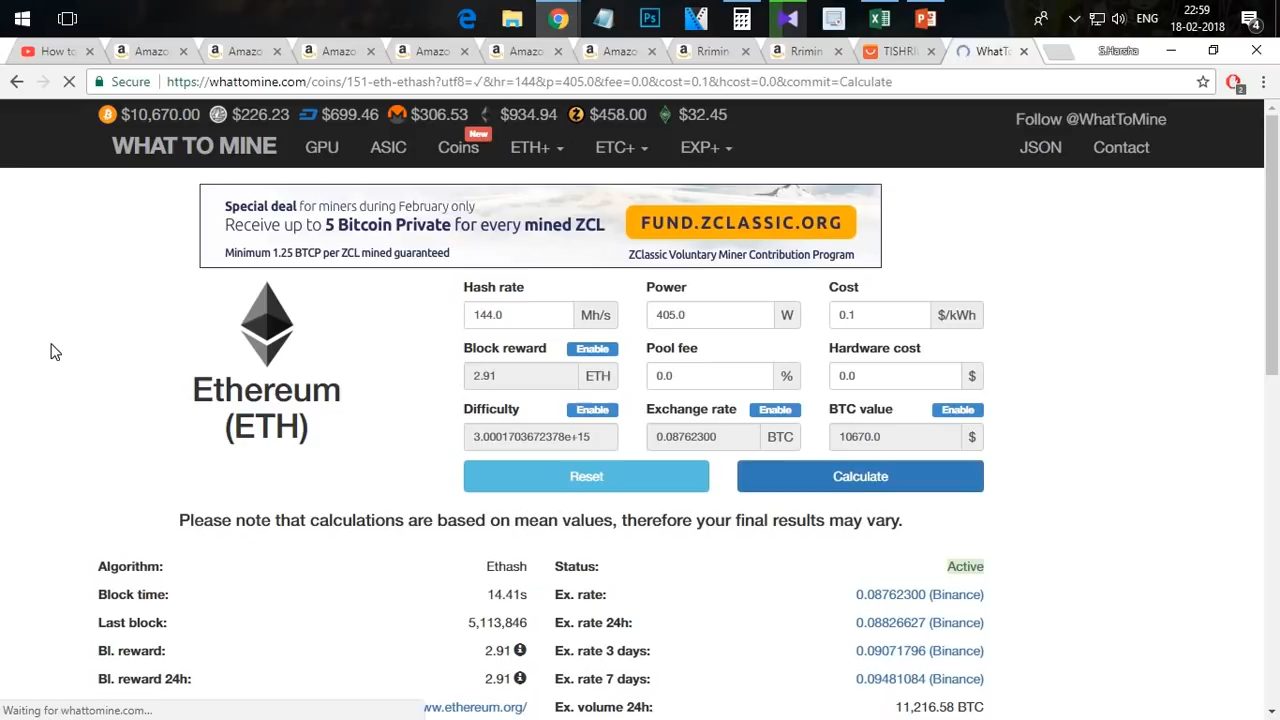 22:59
ENG
18-02-2018
4
How to
Amazo
Amazo
Amazo
Amazo
Amazo
Amazo
Rrimin
Rrimin
TISHRI
WhatTo
S.Harsha
Secure
https://whattomine.com/coins/151-eth-ethash?utf8=✓&hr=144&p=405.0&fee=0.0&cost=0.1&hcost=0.0&commit=Calculate
2
$10,670.00 $226.23 $699.46 $306.53 $934.94 $458.00 $32.45
Follow @WhatToMine
WHAT TO MINE GPU ASIC Coins New ETH+ ETC+ EXP+ JSON Contact
Special deal for miners during February only
Receive up to 5 Bitcoin Private for every mined ZCL
Minimum 1.25 BTCP per ZCL mined guaranteed
FUND.ZCLASSIC.ORG
ZClassic Voluntary Miner Contribution Program
Ethereum
(ETH)
Hash rate Power Cost
144.0 Mh/s 405.0 W 0.1 $/kWh
Block reward Enable Pool fee Hardware cost
2.91 ETH 0.0 % 0.0 $
Difficulty Enable Exchange rate Enable BTC value Enable
3.0001703672378e+15 0.08762300 BTC 10670.0 $
Reset Calculate
Please note that calculations are based on mean values, therefore your final results may vary.
Algorithm: Ethash Status: Active
Block time: 14.41s Ex. rate: 0.08762300 (Binance)
Last block: 5,113,846 Ex. rate 24h: 0.08826627 (Binance)
Bl. reward: 2.91 Ex. rate 3 days: 0.09071796 (Binance)
Bl. reward 24h: 2.91 Ex. rate 7 days: 0.09481084 (Binance)
ww.ethereum.org/ Ex. volume 24h: 11,216.58 BTC
Waiting for whattomine.com...